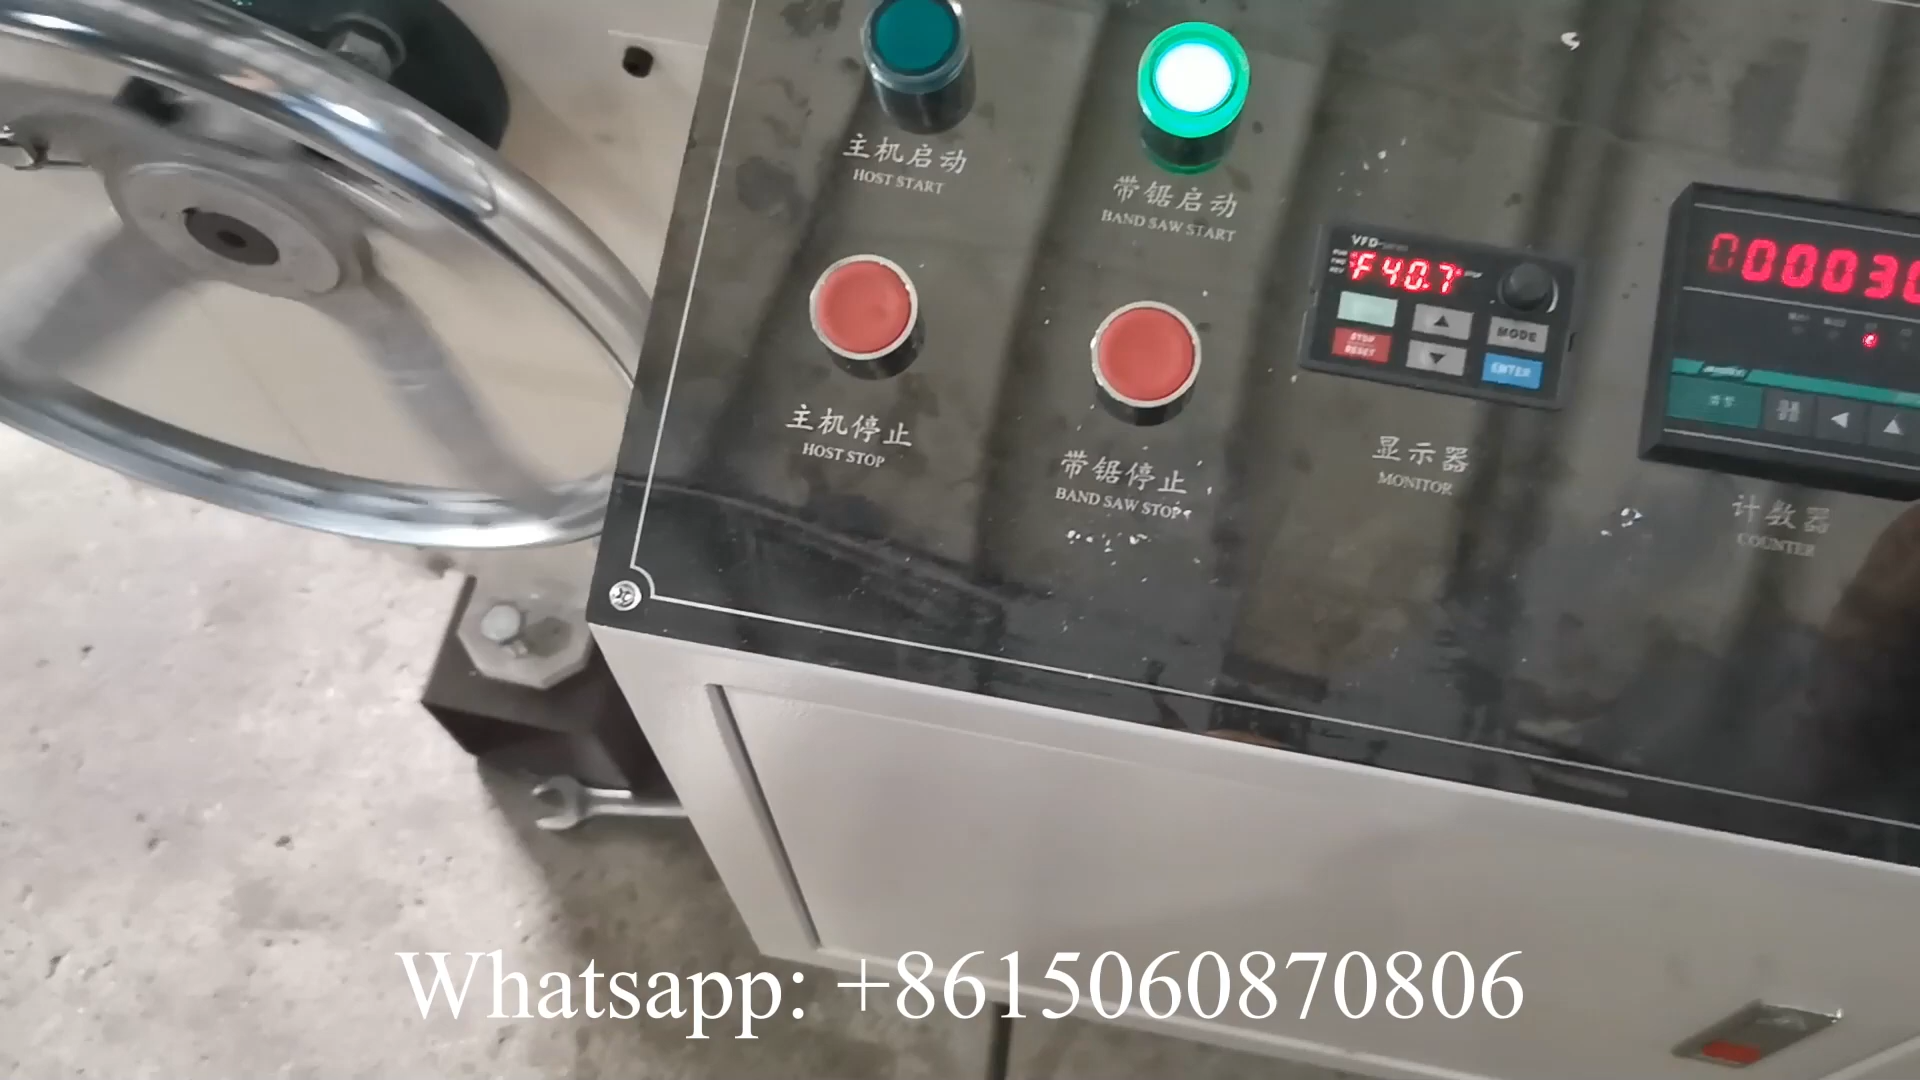 主机启动
HOST START
带锯启动
BAND SAW START
VFD
F40.7
STOP
RESET
MODE
ENTER
00003
主机停止
HOST STOP
带锯停止
BAND SAW STOP
显示器
MONITOR
计数器
COUNTER
Whatsapp: +8615060870806